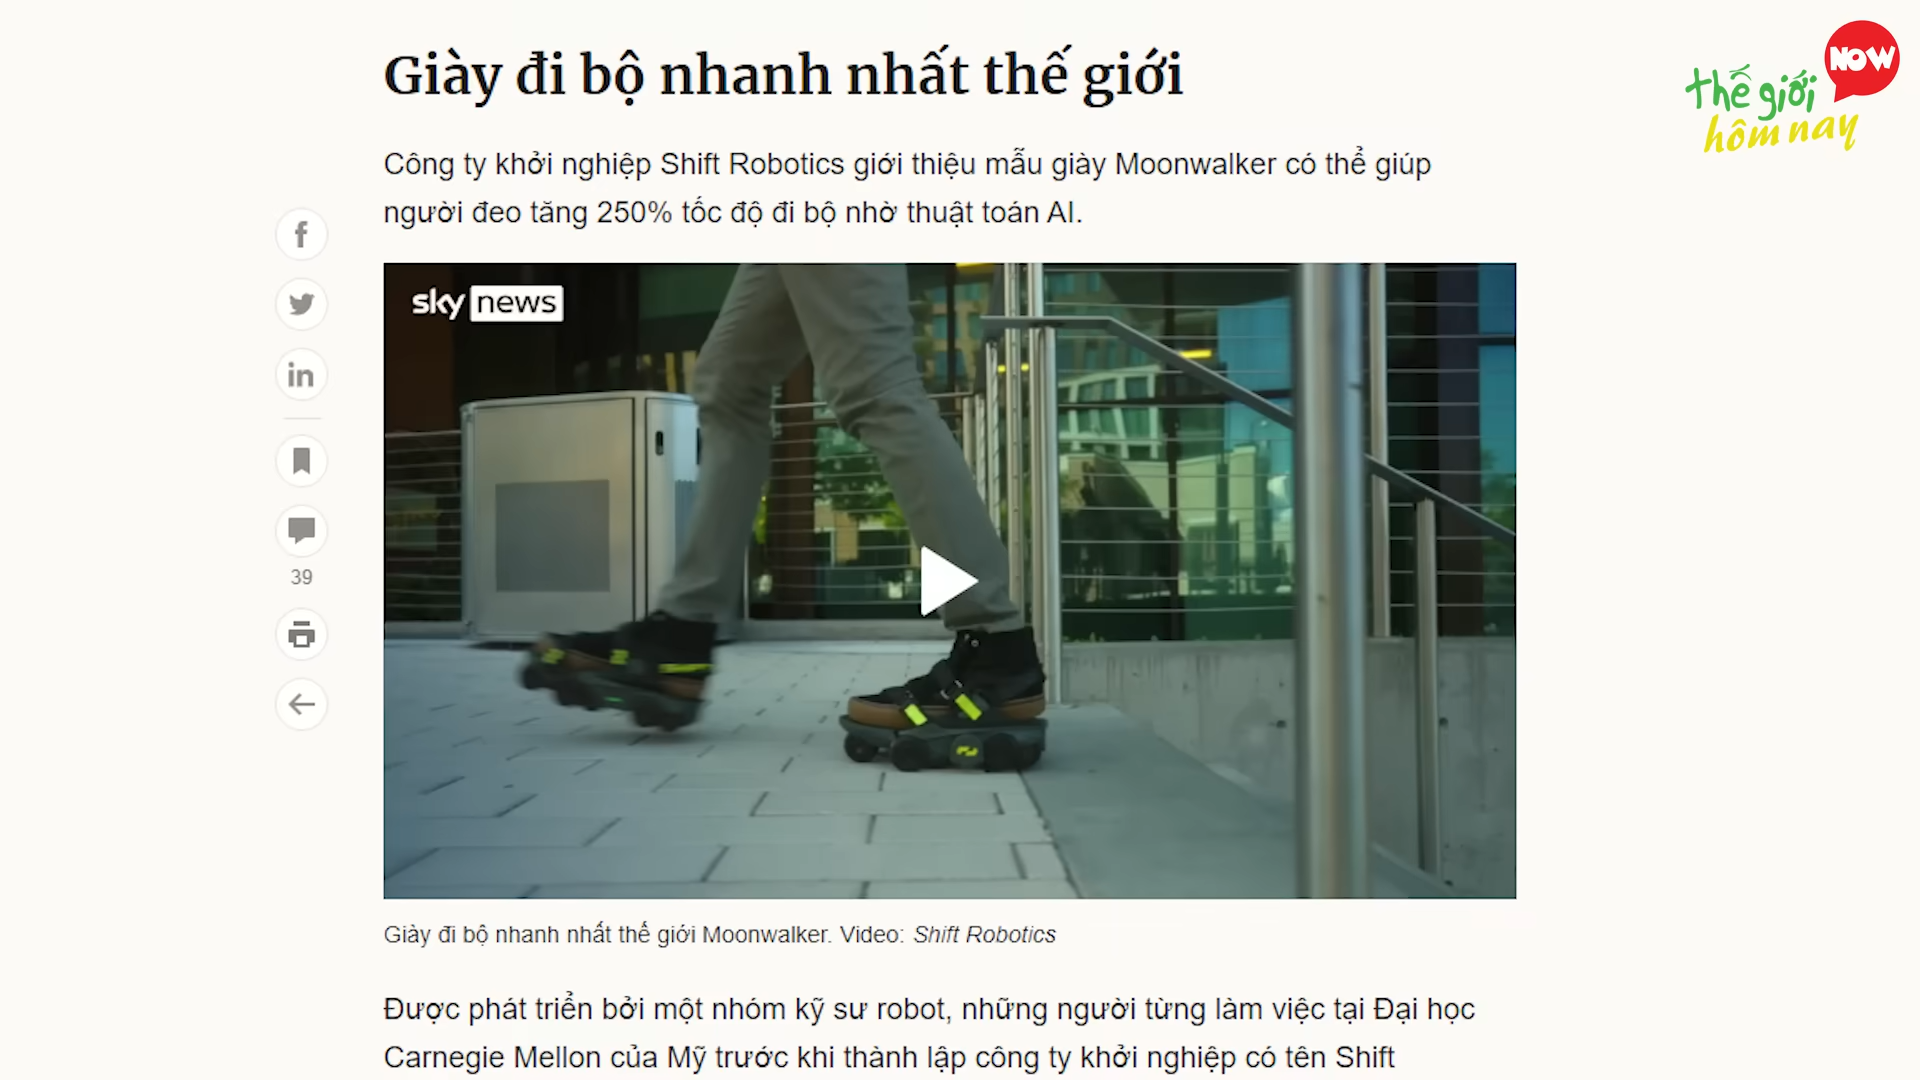 Giày đi bộ nhanh nhất thế giới
NOW
thế giới
hôm nay
Công ty khởi nghiệp Shift Robotics giới thiệu mẫu giày Moonwalker có thể giúp
người đeo tăng 250% tốc độ đi bộ nhờ thuật toán AI.
sky news
39
Giày đi bộ nhanh nhất thế giới Moonwalker. Video: Shift Robotics
Được phát triển bởi một nhóm kỹ sư robot, những người từng làm việc tại Đại học
Carnegie Mellon của Mỹ trước khi thành lập công ty khởi nghiệp có tên Shift